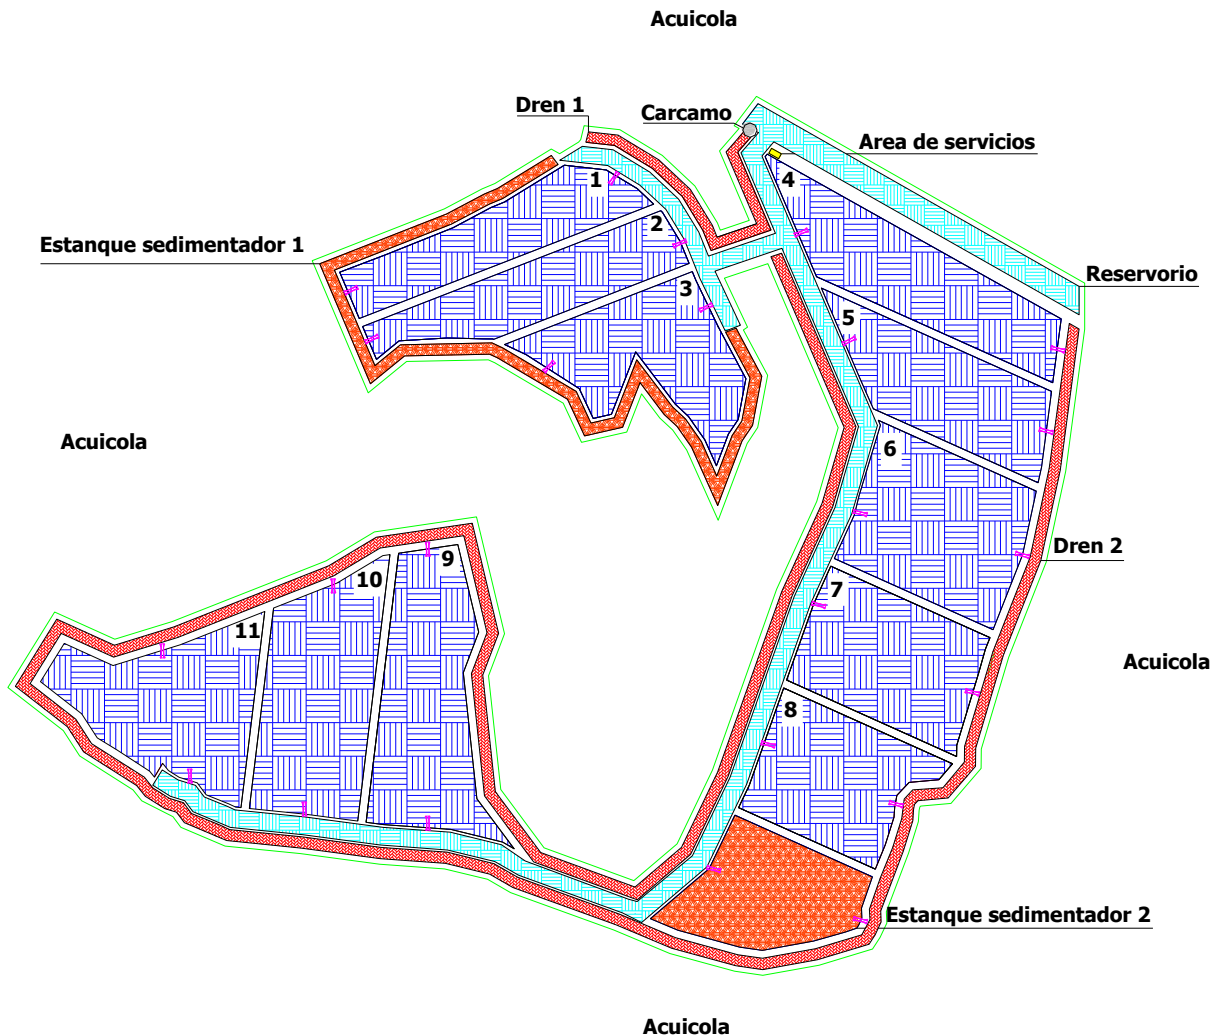 Acuicola
Dren 1
Carcamo
Area de servicios
1
4
2
Estanque sedimentador 1
3
Reservorio
5
Acuicola
6
Dren 2
9
10
7
11
Acuicola
8
Estanque sedimentador 2
Acuicola